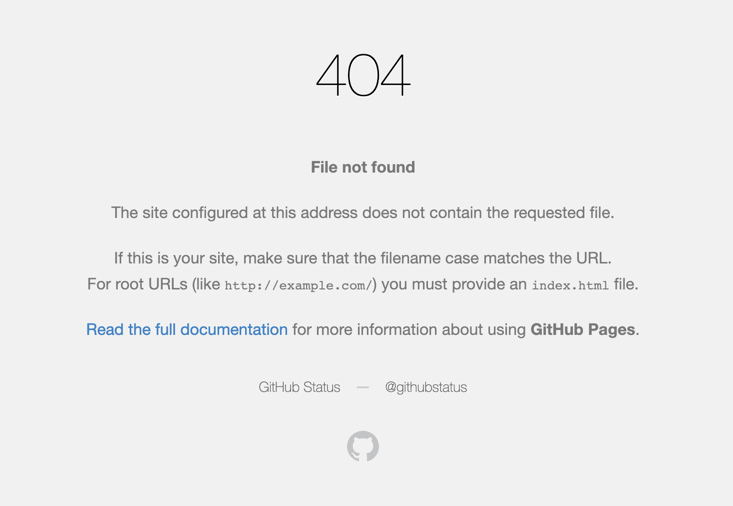 404
File not found
The site configured at this address does not contain the requested file.
If this is your site, make sure that the filename case matches the URL.
For root URLs (like http://example.com/) you must provide an index.html file.
Read the full documentation for more information about using GitHub Pages.
GitHub Status — @githubstatus